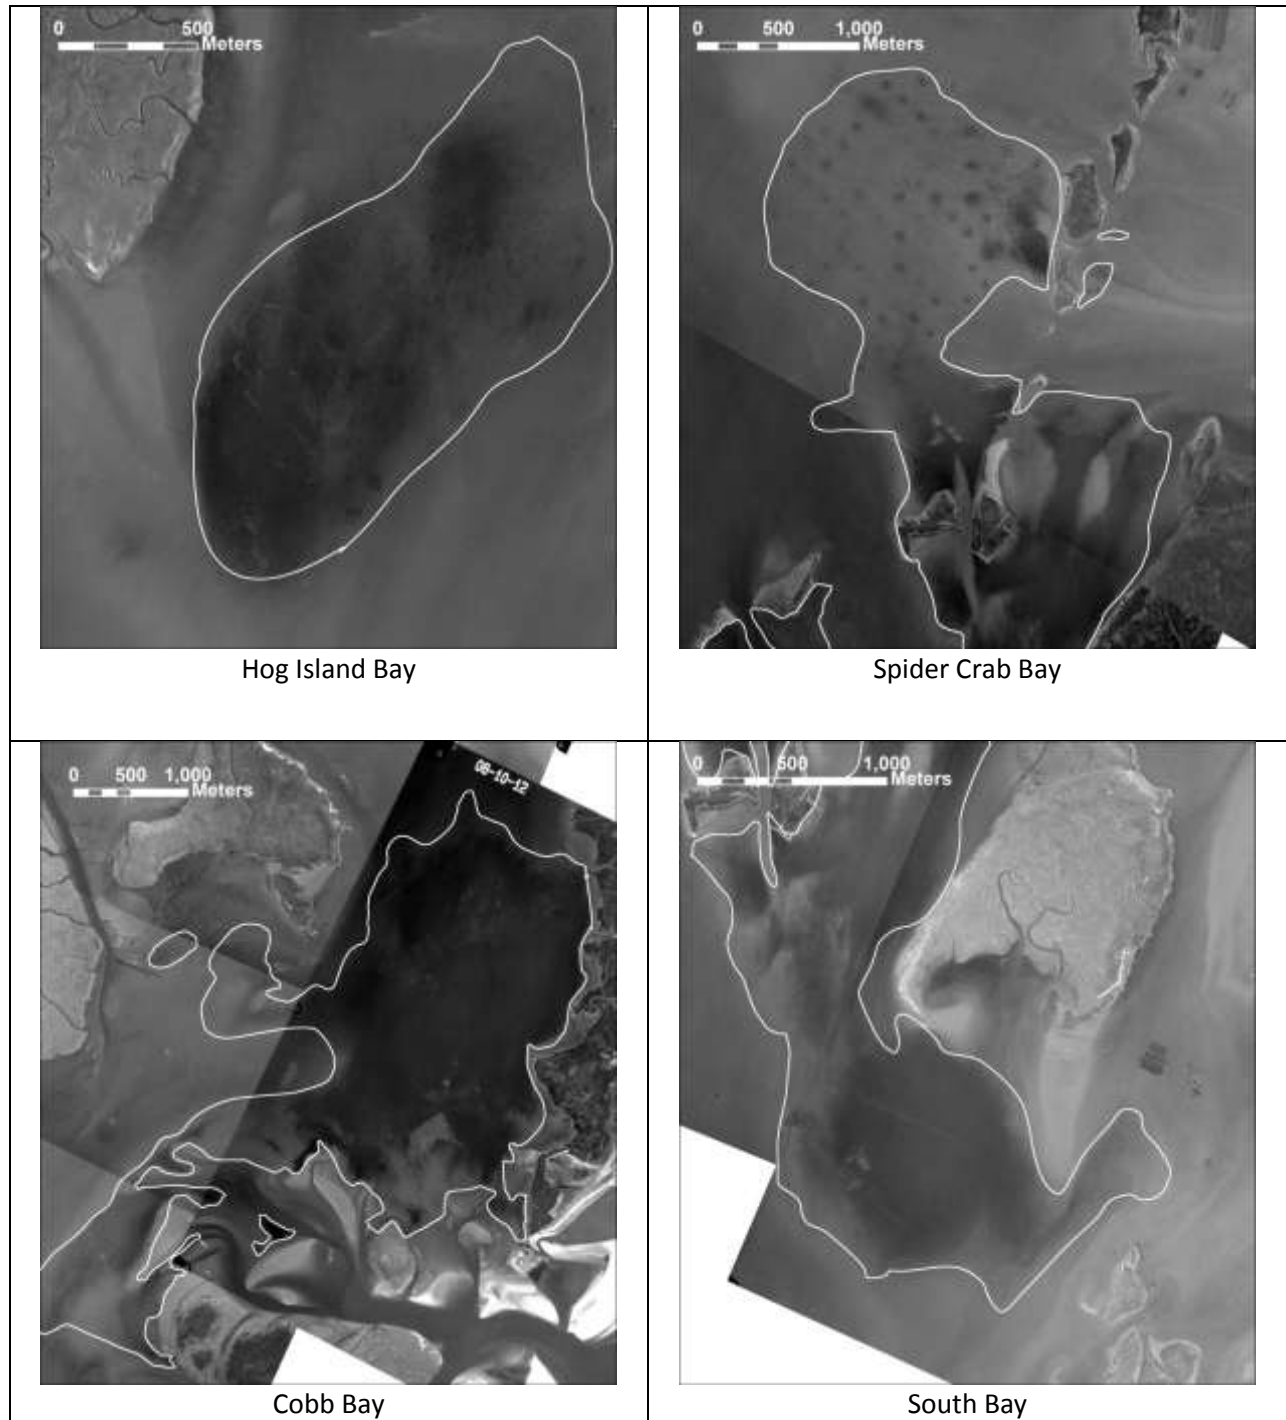 0 500
Meters
0 500 1,000
Meters
Hog Island Bay
Spider Crab Bay
0 500 1,000
Meters
08-10-12
0 500 1,000
Meters
Cobb Bay
South Bay